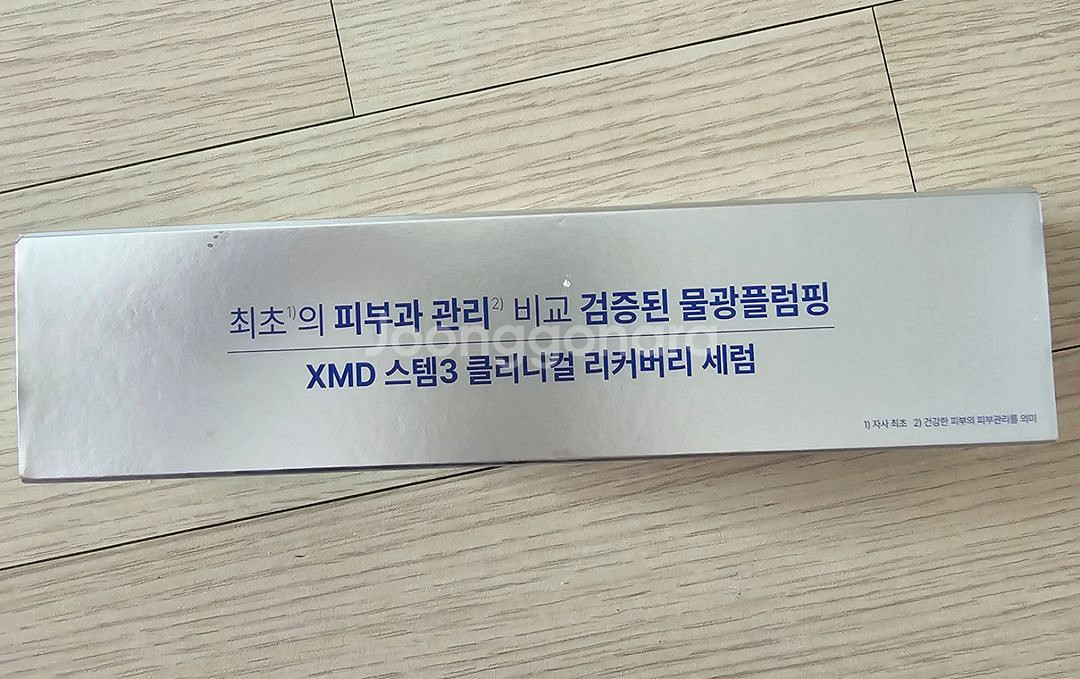 최초1)의 피부과 관리2) 비교 검증된 물광플럼핑
Joonggonara
XMD 스템3 클리니컬 리커버리 세럼
1) 자사 최초 2) 건강한 피부의 피부관리를 의미